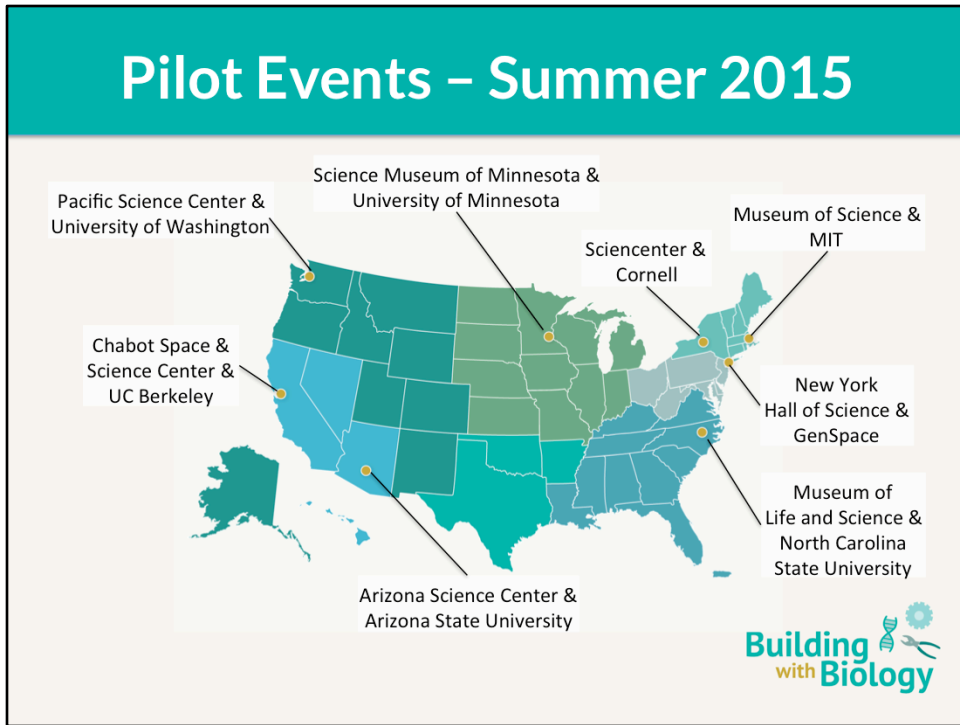 Pilot Events – Summer 2015
Science Museum of Minnesota &
University of Minnesota
Pacific Science Center &
University of Washington
Museum of Science &
MIT
Sciencenter &
Cornell
Chabot Space &
Science Center &
UC Berkeley
New York
Hall of Science &
GenSpace
Museum of
Life and Science &
North Carolina
State University
Arizona Science Center &
Arizona State University
Building
with Biology